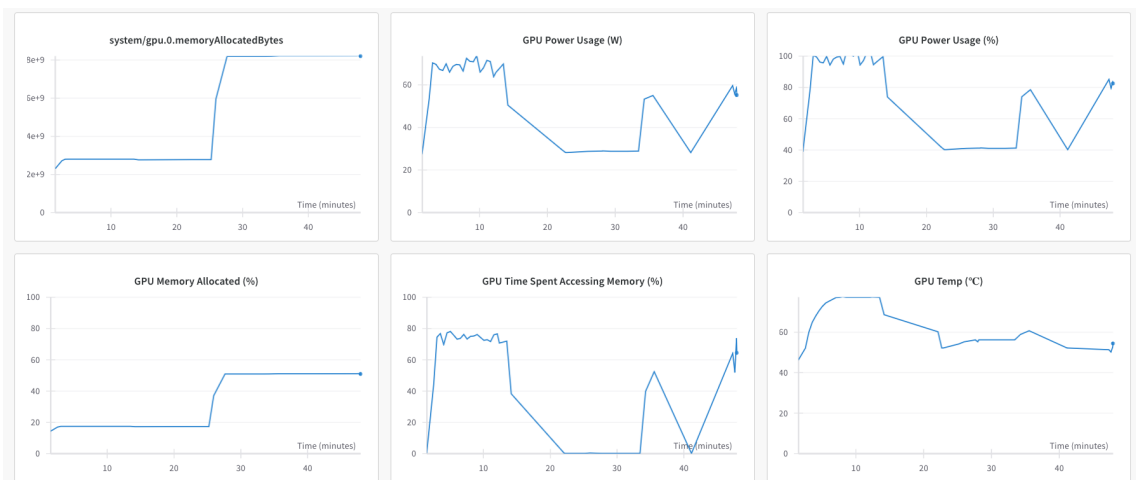 system/gpu.0.memoryAllocatedBytes
8e+9
6e+9
4e+9
2e+9
0
Time (minutes)
10 20 30 40
GPU Power Usage (W)
60
40
20
0
Time (minutes)
10 20 30 40
GPU Power Usage (%)
100
80
60
40
20
0
Time (minutes)
10 20 30 40
GPU Memory Allocated (%)
100
80
60
40
20
0
Time (minutes)
10 20 30 40
GPU Time Spent Accessing Memory (%)
100
80
60
40
20
0
Time (minutes)
10 20 30 40
GPU Temp (℃)
60
40
20
0
Time (minutes)
10 20 30 40